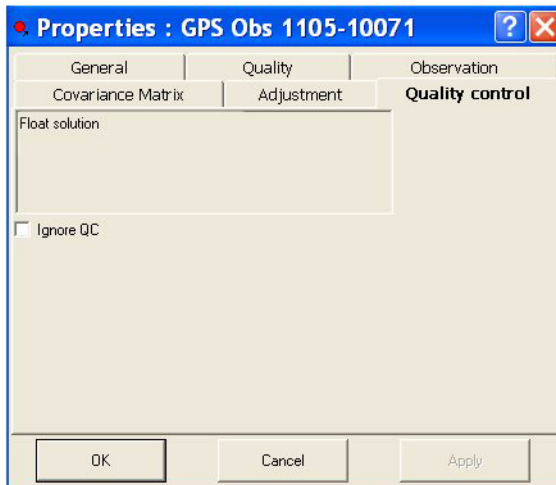 Properties : GPS Obs 1105-10071
?
X
General Quality Observation
Covariance Matrix Adjustment Quality control
Float solution
Ignore QC
OK Cancel Apply